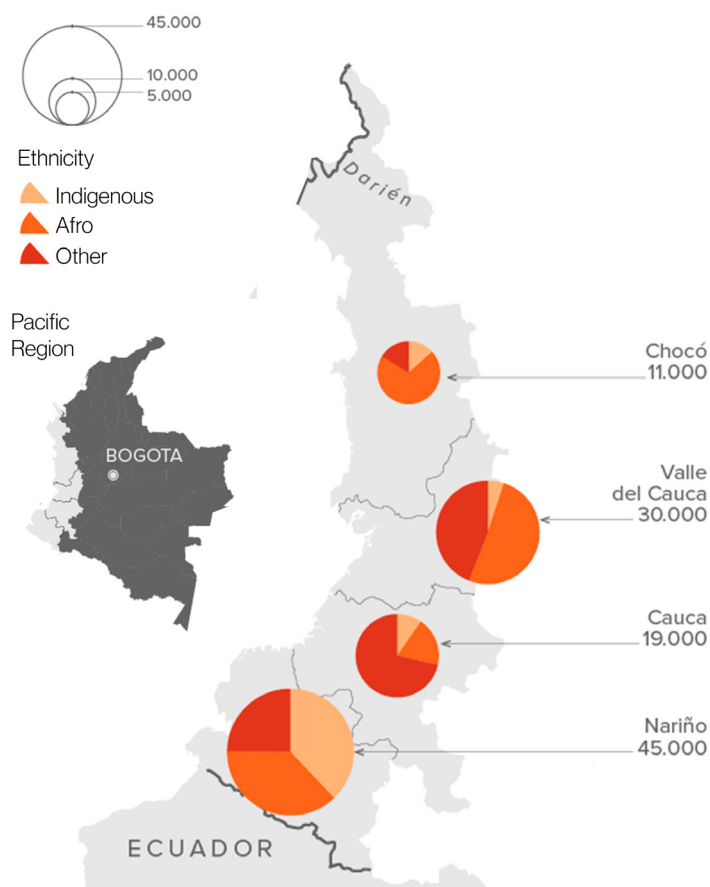 45.000
10.000
5.000
Ethnicity
Indigenous
Afro
Other
Darién
Pacific
Region
BOGOTA
Chocó
11.000
Valle
del Cauca
30.000
Cauca
19.000
Nariño
45.000
ECUADOR